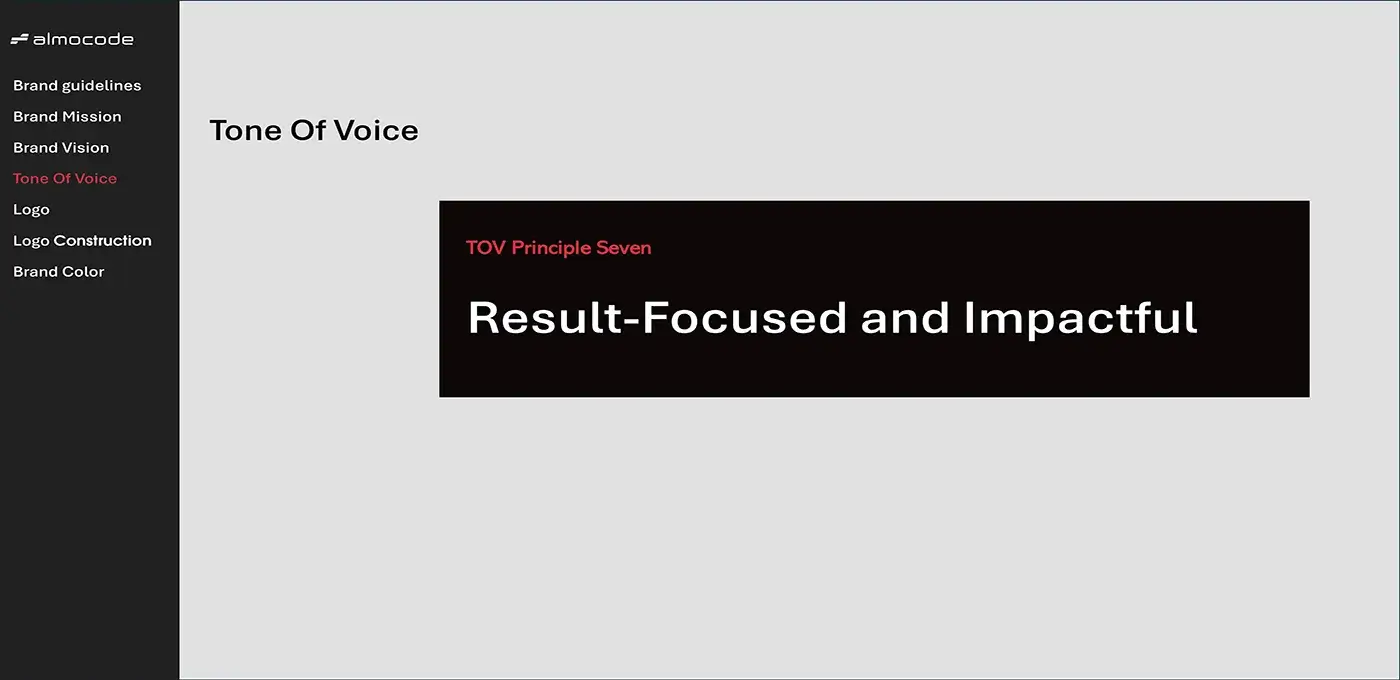 almocode
Brand guidelines
Brand Mission
Brand Vision
Tone Of Voice
Logo
Logo Construction
Brand Color
Tone Of Voice
TOV Principle Seven
Result-Focused and Impactful